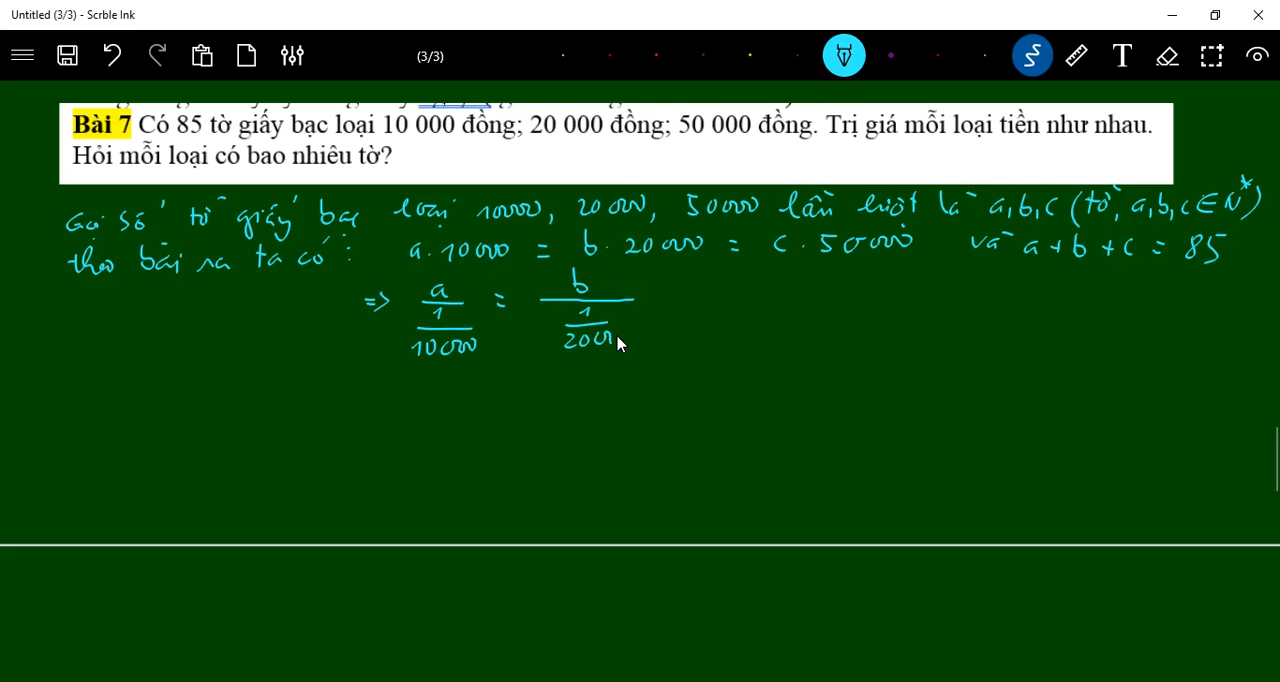 Untitled (3/3) - Scrble Ink
(3/3)
Bài 7 Có 85 tờ giấy bạc loại 10 000 đồng; 20 000 đồng; 50 000 đồng. Trị giá mỗi loại tiền như nhau.
Hỏi mỗi loại có bao nhiêu tờ?
Gọi số tờ giấy bạc loại 10000, 20000, 50000 lần lượt là a, b, c (tờ, a, b, c ∈ N*)
theo bài ra ta có: a . 10000 = b . 20000 = c . 50000 và a + b + c = 85
=> a/(1/10000) = b/(1/2000